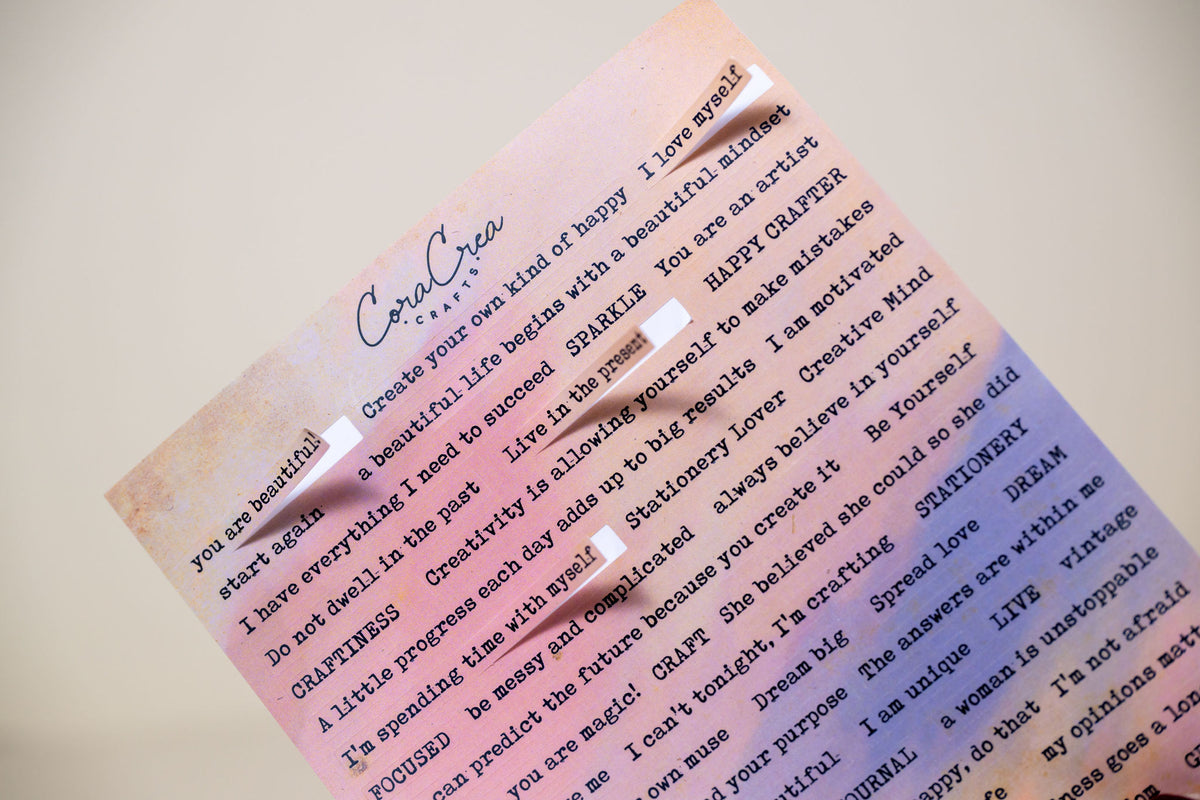 CoraCrea
CRAFTS
you are beautiful Create your own kind of happy I love myself
start again a beautiful life begins with a beautiful mindset
I have everything I need to succeed SPARKLE You are an artist
Do not dwell in the past Live in the present HAPPY CRAFTER
CRAFTINESS Creativity is allowing yourself to make mistakes
A little progress each day adds up to big results I am motivated
I'm spending time with myself Stationery Lover Creative Mind
FOCUSED be messy and complicated always believe in yourself
can predict the future because you create it Be Yourself
you are magic! CRAFT She believed she could so she did
me I can't tonight, I'm crafting STATIONERY
own muse Dream big Spread love DREAM
your purpose The answers are within me
I am unique LIVE vintage
a woman is unstoppable
do that I'm not afraid
my opinions
goes a